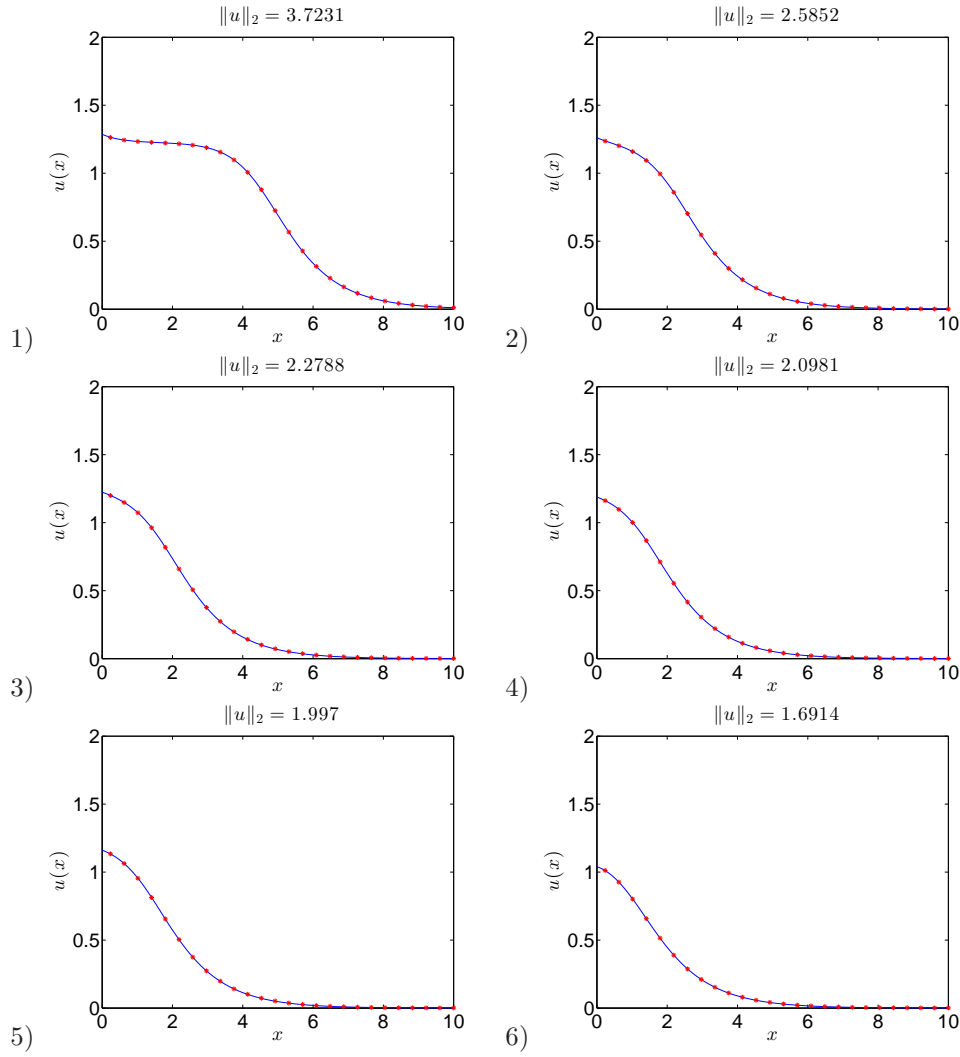 ‖u‖₂ = 3.7231
2
1.5
1
0.5
0
u(x)
0 2 4 6 8 10
x
1)
‖u‖₂ = 2.5852
2
1.5
1
0.5
0
u(x)
0 2 4 6 8 10
x
2)
‖u‖₂ = 2.2788
2
1.5
1
0.5
0
u(x)
0 2 4 6 8 10
x
3)
‖u‖₂ = 2.0981
2
1.5
1
0.5
0
u(x)
0 2 4 6 8 10
x
4)
‖u‖₂ = 1.997
2
1.5
1
0.5
0
u(x)
0 2 4 6 8 10
x
5)
‖u‖₂ = 1.6914
2
1.5
1
0.5
0
u(x)
0 2 4 6 8 10
x
6)